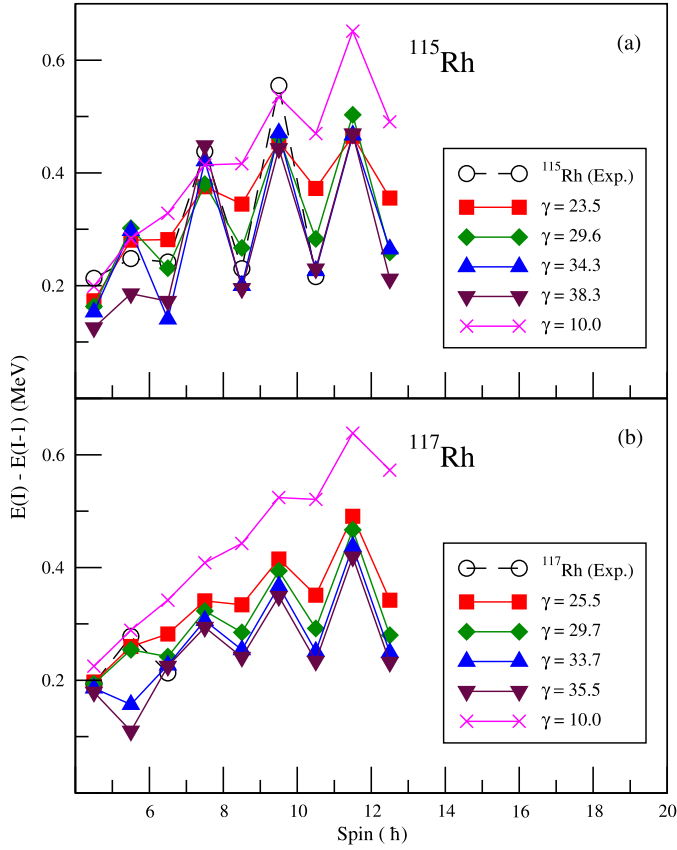 ¹¹⁵Rh
(a)
0.6
0.4
0.2
¹¹⁵Rh (Exp.)
γ = 23.5
γ = 29.6
γ = 34.3
γ = 38.3
γ = 10.0
E(I) - E(I-1) (MeV)
¹¹⁷Rh
(b)
0.6
0.4
0.2
¹¹⁷Rh (Exp.)
γ = 25.5
γ = 29.7
γ = 33.7
γ = 35.5
γ = 10.0
6 8 10 12 14 16 18 20
Spin ( ħ)